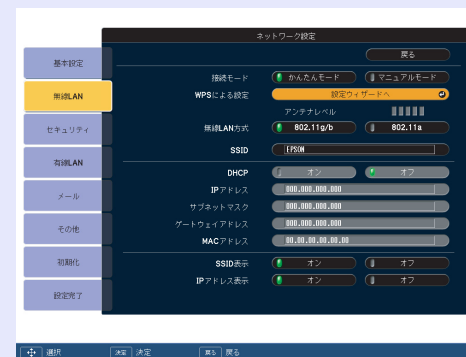 ネットワーク設定
戻る
基本設定
無線LAN
セキュリティ
有線LAN
メール
その他
初期化
設定完了
接続モード かんたんモード マニュアルモード
WPSによる設定 設定ウィザードへ
アンテナレベル
無線LAN方式 802.11g/b 802.11a
SSID EPSON
DHCP オン オフ
IPアドレス 000.000.000.000
サブネットマスク 000.000.000.000
ゲートウェイアドレス 000.000.000.000
MACアドレス 00.00.00.00.00.00
SSID表示 オン オフ
IPアドレス表示 オン オフ
選択 決定 決定 戻る 戻る